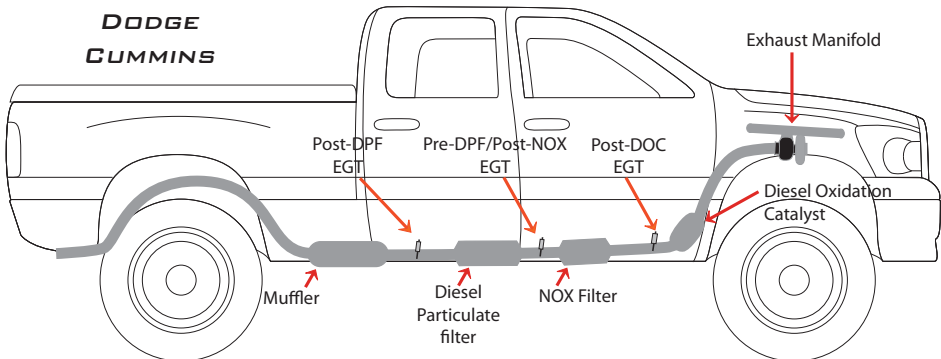 DODGE
CUMMINS
Exhaust Manifold
Post-DPF
EGT
Pre-DPF/Post-NOX
EGT
Post-DOC
EGT
Diesel Oxidation
Catalyst
Muffler
Diesel
Particulate
filter
NOX Filter